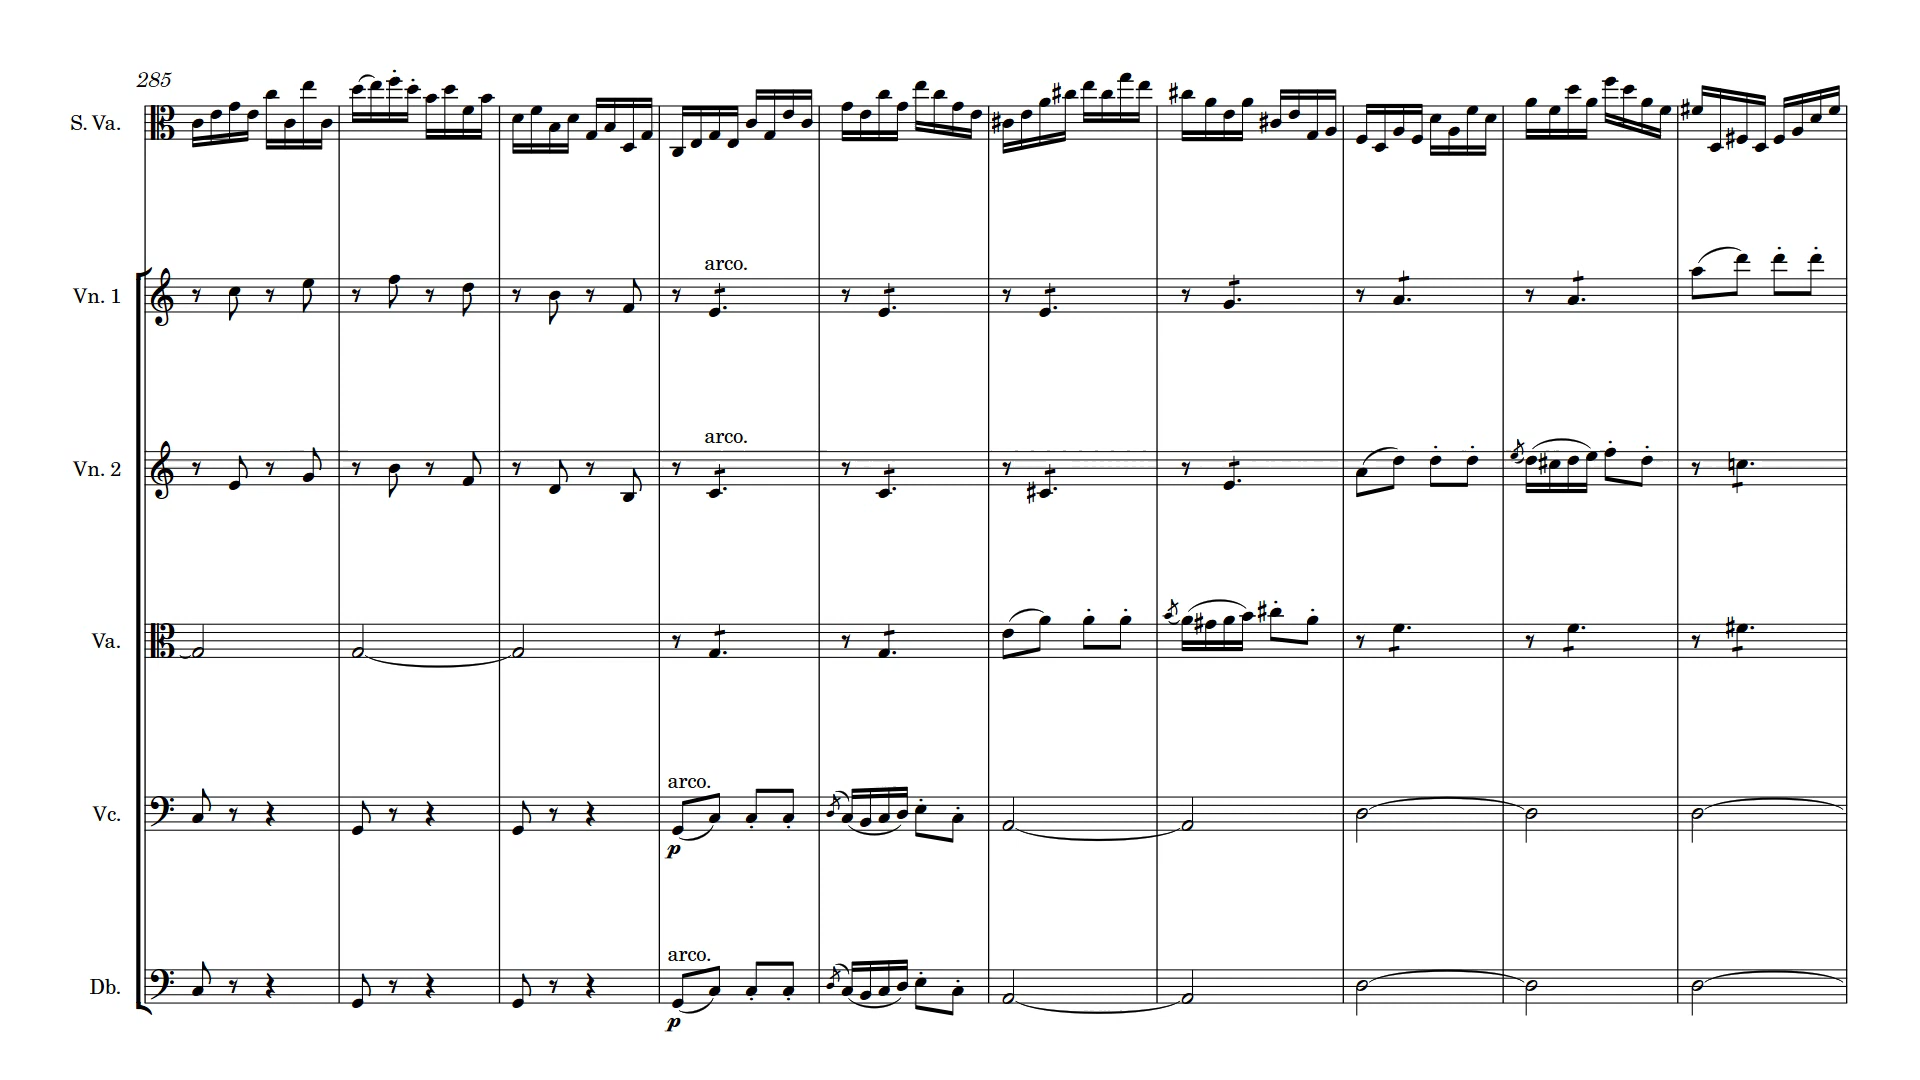 285
S. Va.
arco.
Vn. 1
arco.
Vn. 2
Va.
arco.
Vc.
p
arco.
Db.
p